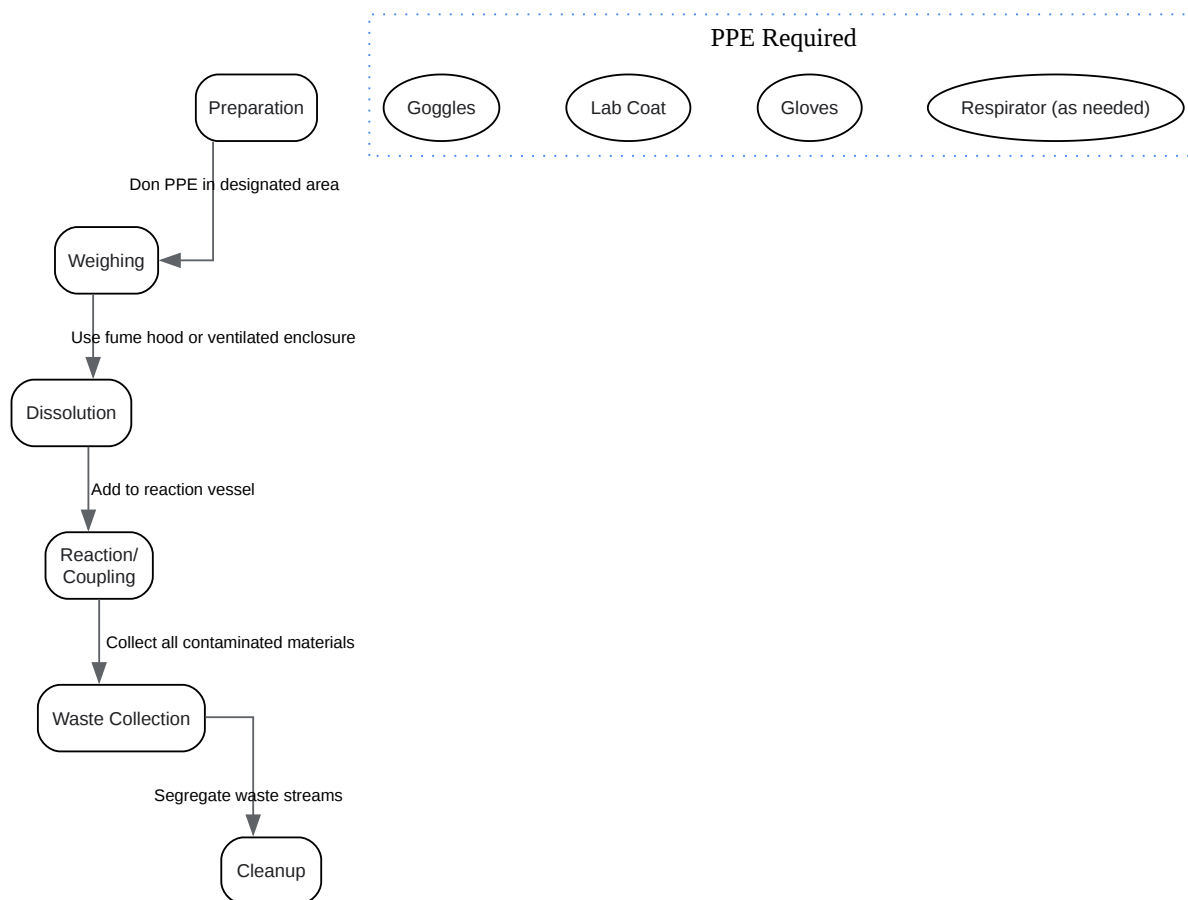 PPE Required
Preparation
Goggles
Lab Coat
Gloves
Respirator (as needed)
Don PPE in designated area
Weighing
Use fume hood or ventilated enclosure
Dissolution
Add to reaction vessel
Reaction/
Coupling
Collect all contaminated materials
Waste Collection
Segregate waste streams
Cleanup